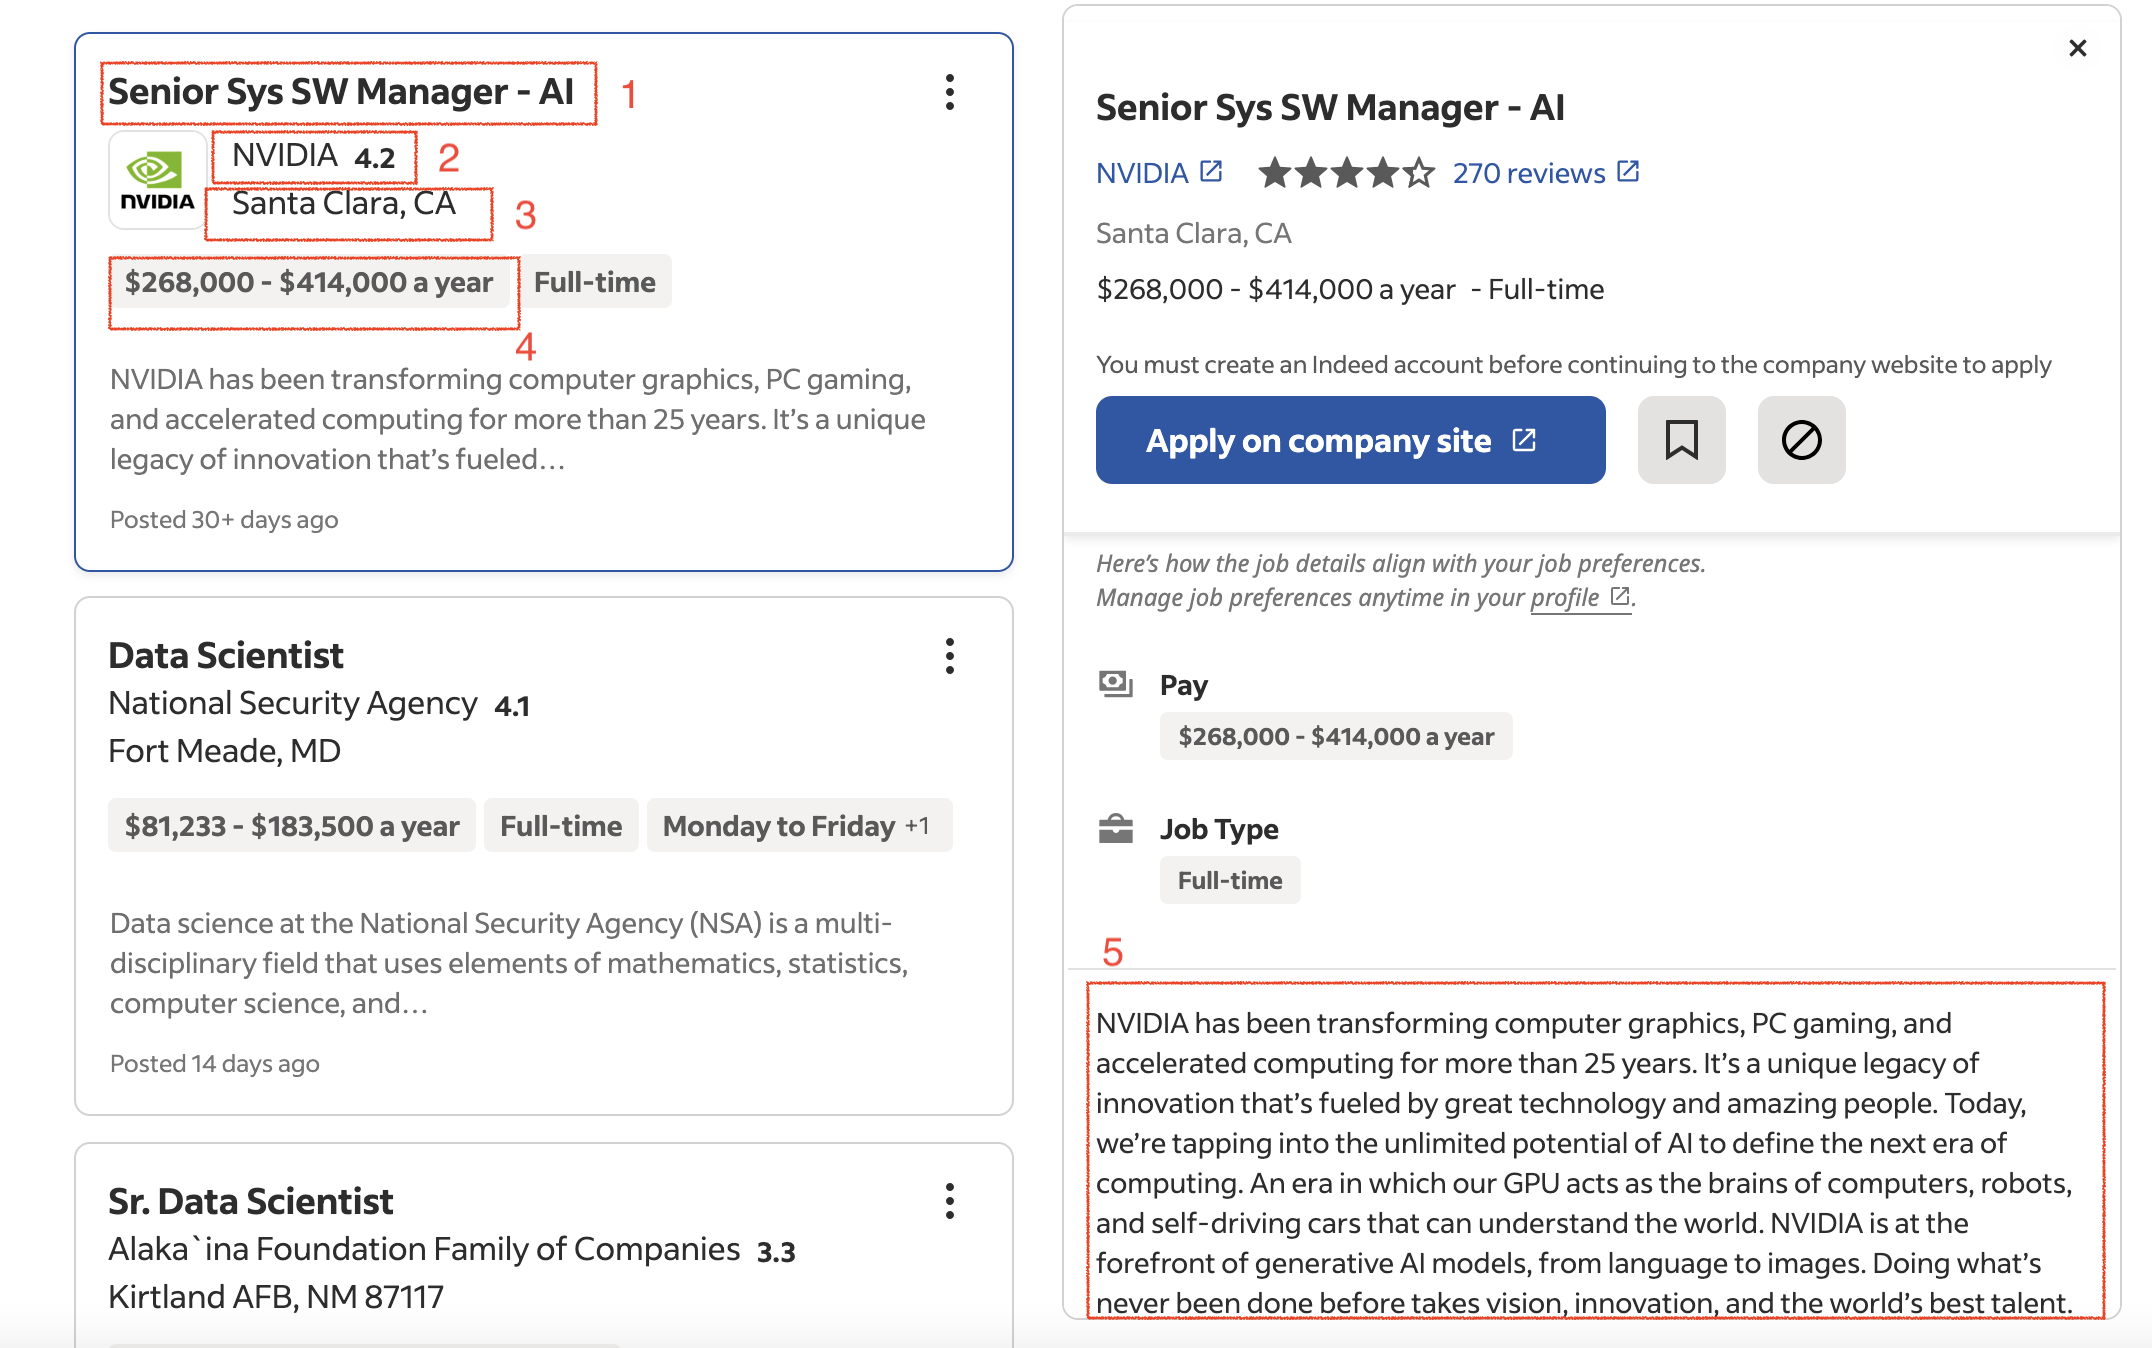 Senior Sys SW Manager - AI 1
NVIDIA 4.2 2
NVIDIA
Santa Clara, CA 3
$268,000 - $414,000 a year Full-time
4
NVIDIA has been transforming computer graphics, PC gaming,
and accelerated computing for more than 25 years. It’s a unique
legacy of innovation that’s fueled…
Posted 30+ days ago
Data Scientist
National Security Agency 4.1
Fort Meade, MD
$81,233 - $183,500 a year Full-time Monday to Friday +1
Data science at the National Security Agency (NSA) is a multi-
disciplinary field that uses elements of mathematics, statistics,
computer science, and…
Posted 14 days ago
Sr. Data Scientist
Alaka`ina Foundation Family of Companies 3.3
Kirtland AFB, NM 87117
Senior Sys SW Manager - AI
NVIDIA 270 reviews
Santa Clara, CA
$268,000 - $414,000 a year - Full-time
You must create an Indeed account before continuing to the company website to apply
Apply on company site
Here’s how the job details align with your job preferences.
Manage job preferences anytime in your profile.
Pay
$268,000 - $414,000 a year
Job Type
Full-time
5
NVIDIA has been transforming computer graphics, PC gaming, and
accelerated computing for more than 25 years. It’s a unique legacy of
innovation that’s fueled by great technology and amazing people. Today,
we’re tapping into the unlimited potential of AI to define the next era of
computing. An era in which our GPU acts as the brains of computers, robots,
and self-driving cars that can understand the world. NVIDIA is at the
forefront of generative AI models, from language to images. Doing what’s
never been done before takes vision, innovation, and the world’s best talent.